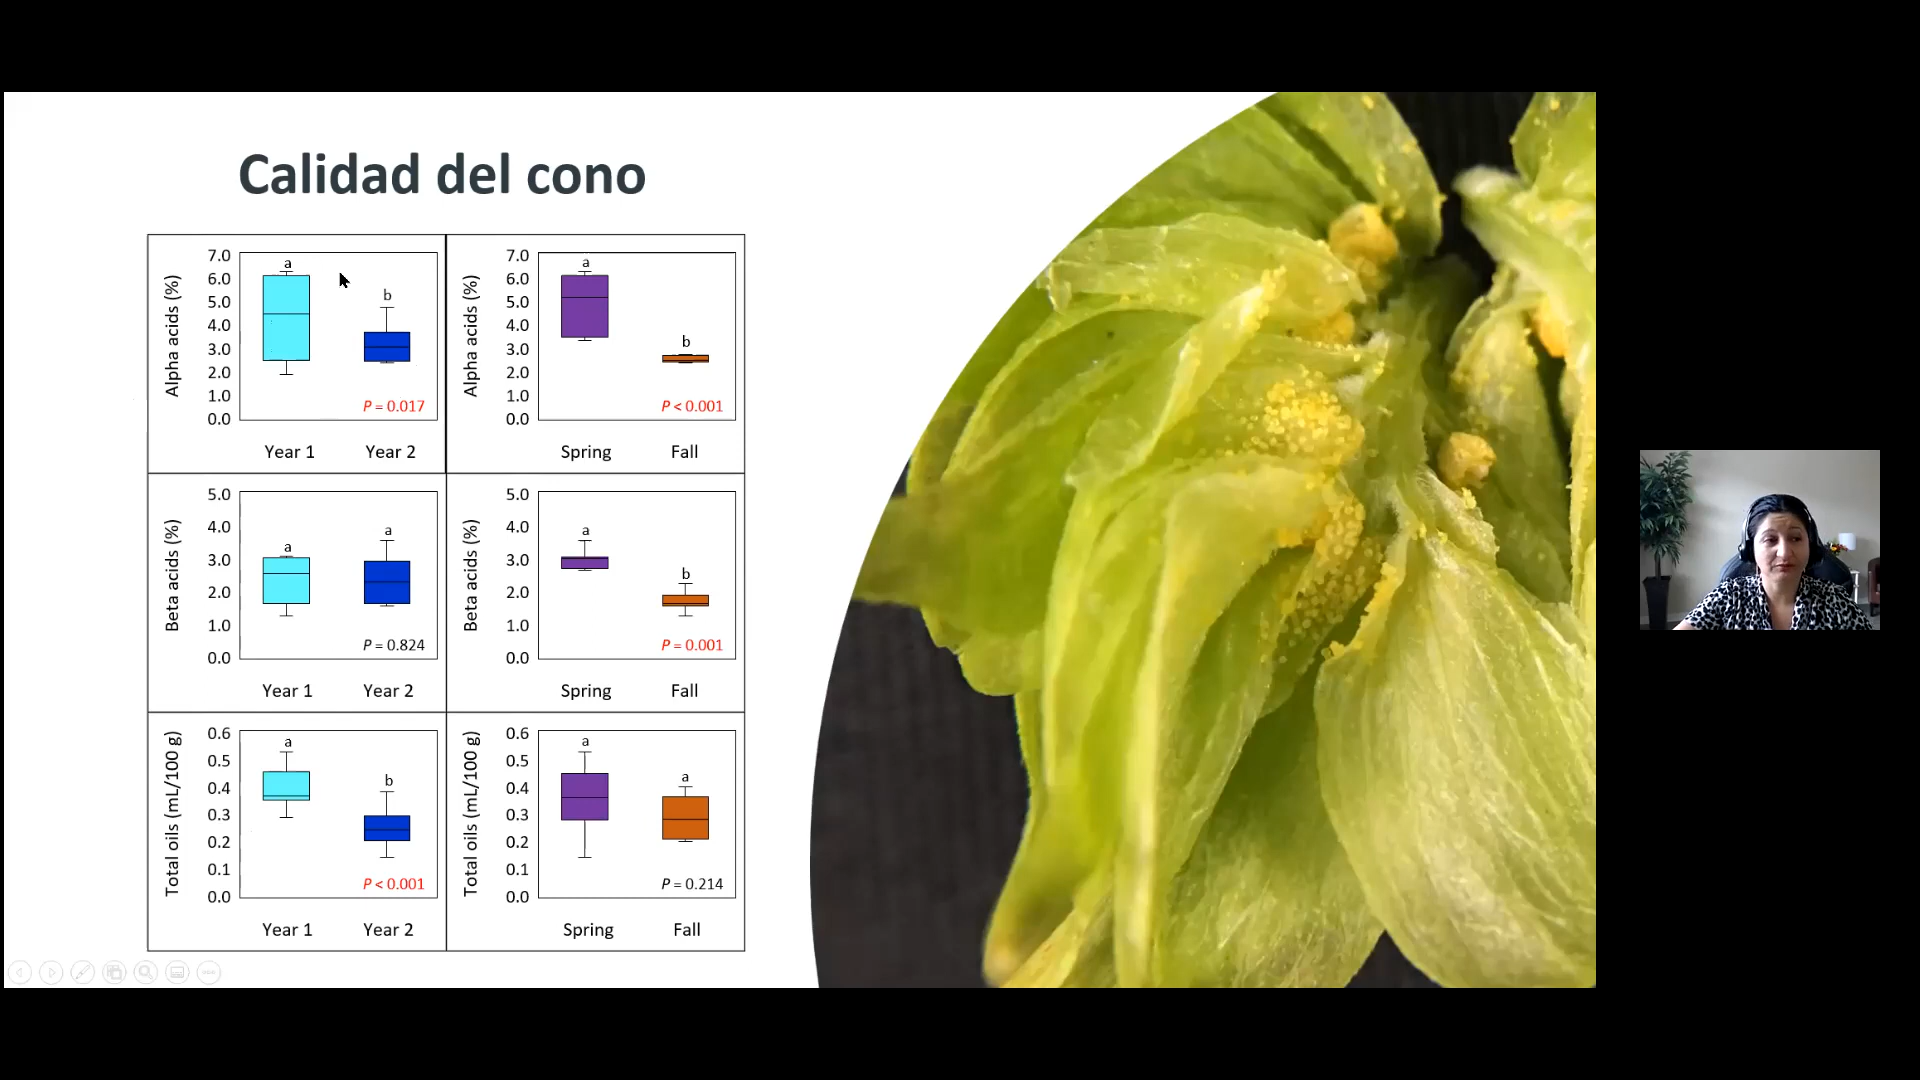 Calidad del cono
Alpha acids (%)
7.0
6.0
5.0
4.0
3.0
2.0
1.0
0.0
a
b
P = 0.017
Year 1
Year 2
Alpha acids (%)
7.0
6.0
5.0
4.0
3.0
2.0
1.0
0.0
a
b
P < 0.001
Spring
Fall
Beta acids (%)
5.0
4.0
3.0
2.0
1.0
0.0
a
a
P = 0.824
Year 1
Year 2
Beta acids (%)
5.0
4.0
3.0
2.0
1.0
0.0
a
b
P = 0.001
Spring
Fall
Total oils (mL/100 g)
0.6
0.5
0.4
0.3
0.2
0.1
0.0
a
b
P < 0.001
Year 1
Year 2
Total oils (mL/100 g)
0.6
0.5
0.4
0.3
0.2
0.1
0.0
a
a
P = 0.214
Spring
Fall